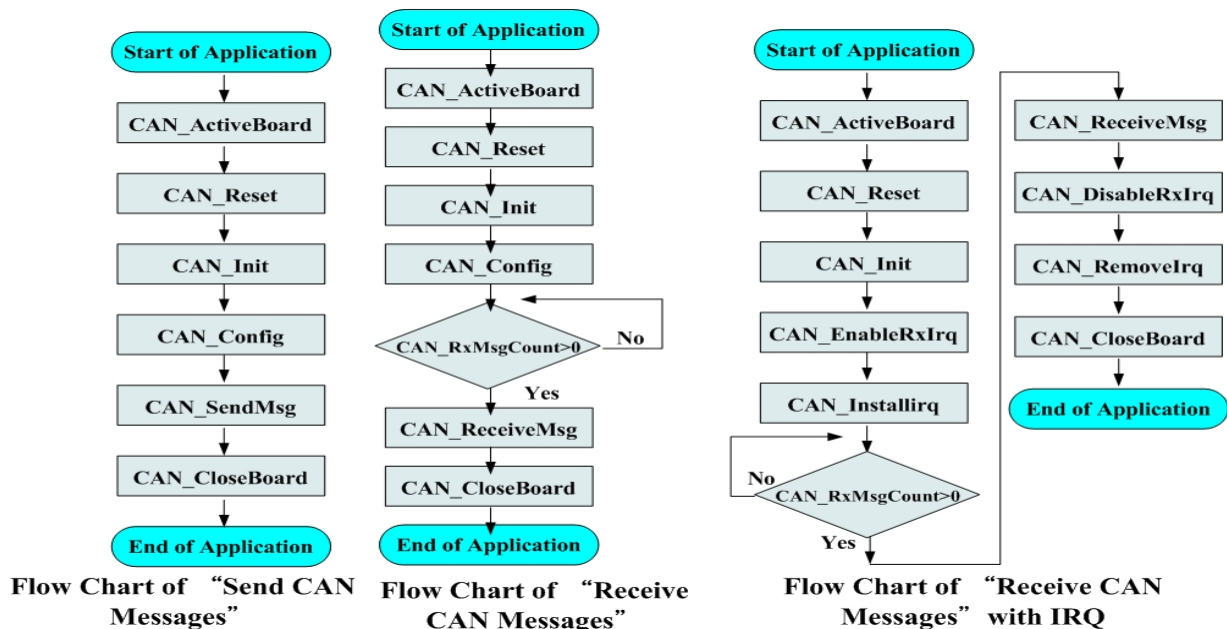 Start of Application
CAN_ActiveBoard
CAN_Reset
CAN_Init
CAN_Config
CAN_SendMsg
CAN_CloseBoard
End of Application
Flow Chart of “Send CAN
Messages”
Start of Application
CAN_ActiveBoard
CAN_Reset
CAN_Init
CAN_Config
CAN_RxMsgCount>0
No
Yes
CAN_ReceiveMsg
CAN_CloseBoard
End of Application
Flow Chart of “Receive
CAN Messages”
Start of Application
CAN_ActiveBoard
CAN_Reset
CAN_Init
CAN_EnableRxIrq
CAN_Installirq
No
CAN_RxMsgCount>0
Yes
CAN_ReceiveMsg
CAN_DisableRxIrq
CAN_RemoveIrq
CAN_CloseBoard
End of Application
Flow Chart of “Receive CAN
Messages” with IRQ